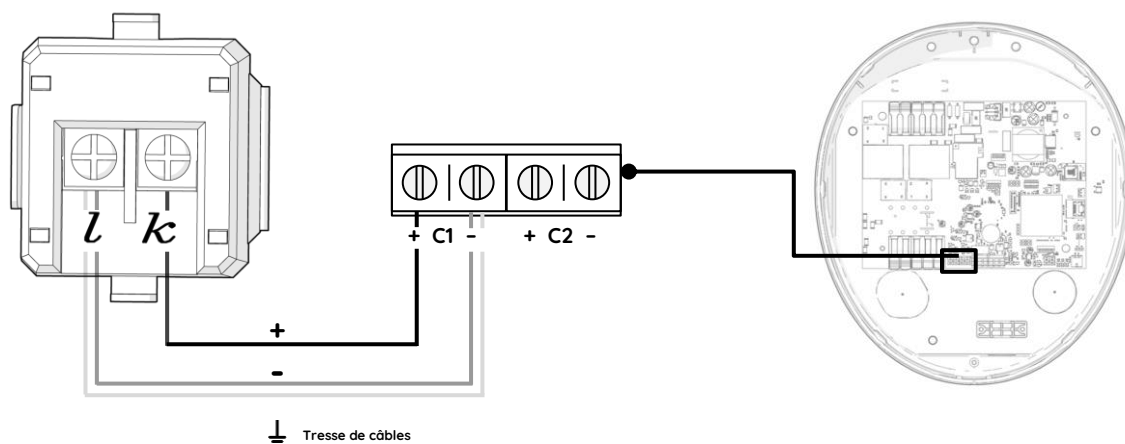 l k
+ C1 - + C2 -
+
-
Tresse de câbles